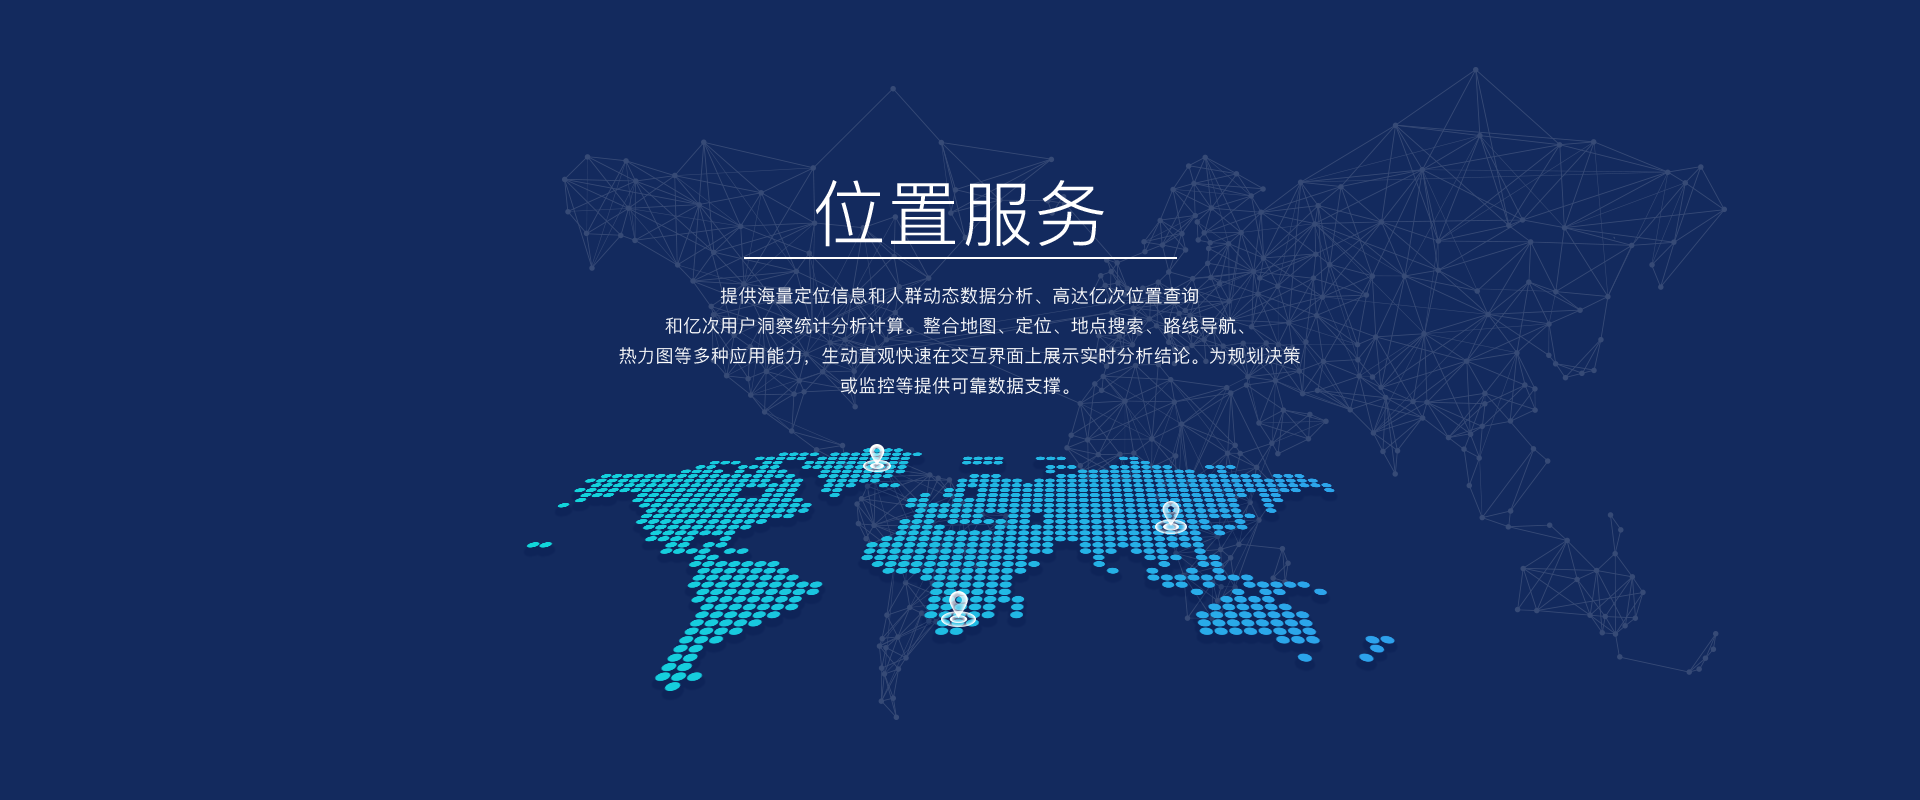 位置服务
提供海量定位信息和人群动态数据分析、高达亿次位置查询
和亿次用户洞察统计分析计算。整合地图、定位、地点搜索、路线导航、
热力图等多种应用能力，生动直观快速在交互界面上展示实时分析结论。为规划决策
或监控等提供可靠数据支撑。